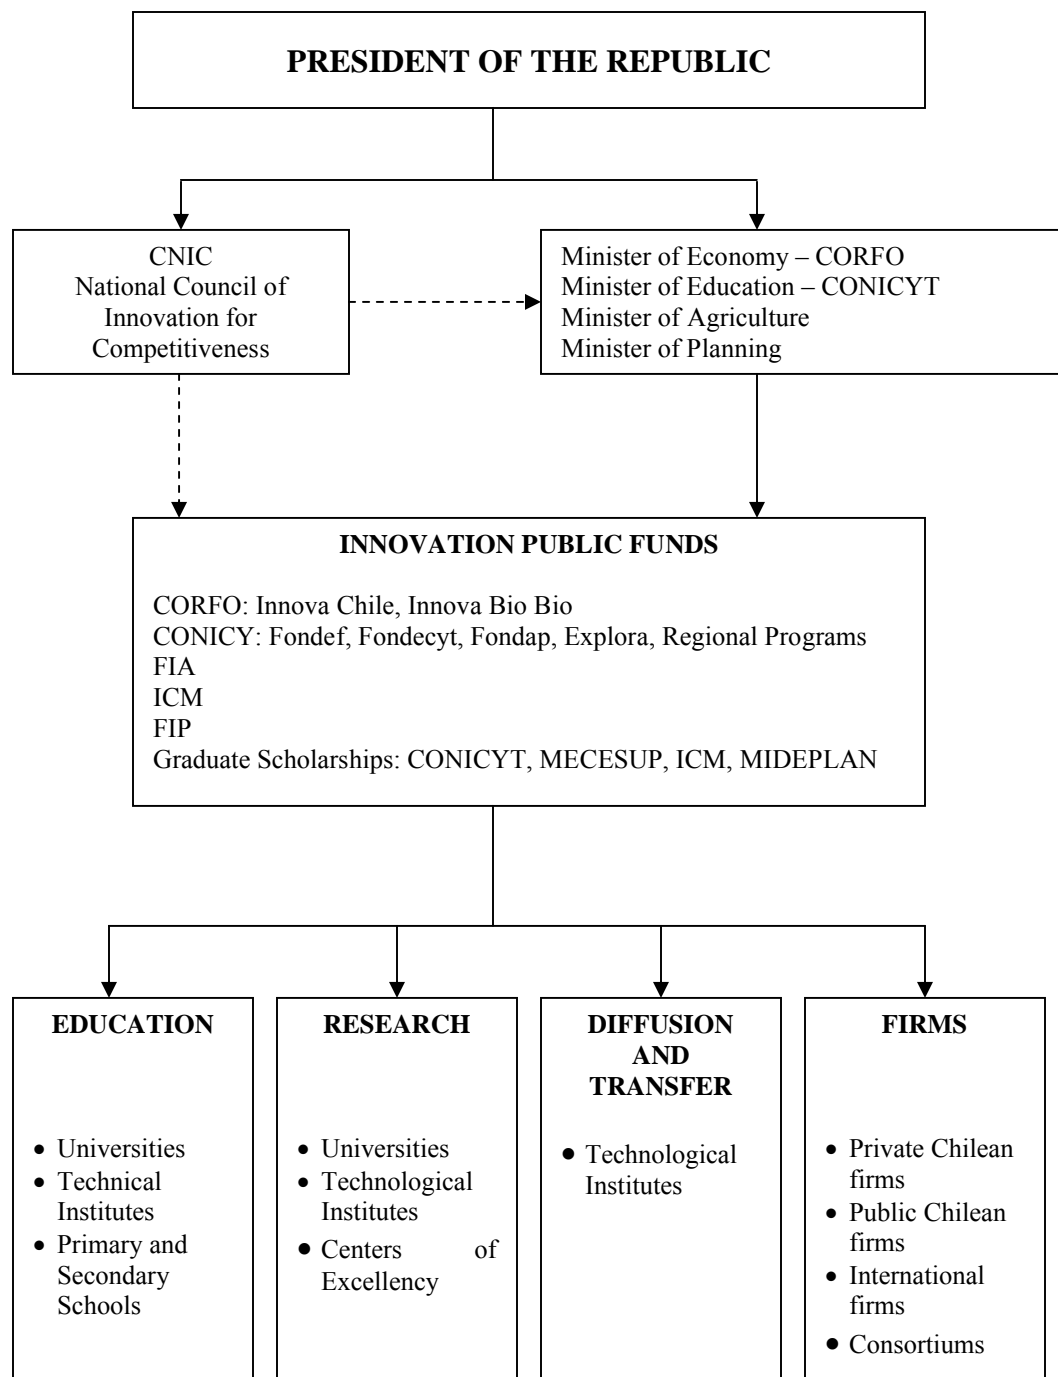 PRESIDENT OF THE REPUBLIC
CNIC
National Council of
Innovation for
Competitiveness
Minister of Economy – CORFO
Minister of Education – CONICYT
Minister of Agriculture
Minister of Planning
INNOVATION PUBLIC FUNDS
CORFO: Innova Chile, Innova Bio Bio
CONICY: Fondef, Fondecyt, Fondap, Explora, Regional Programs
FIA
ICM
FIP
Graduate Scholarships: CONICYT, MECESUP, ICM, MIDEPLAN
EDUCATION
• Universities
• Technical
Institutes
• Primary and
Secondary
Schools
RESEARCH
• Universities
• Technological
Institutes
• Centers of
Excellency
DIFFUSION
AND
TRANSFER
• Technological
Institutes
FIRMS
• Private Chilean
firms
• Public Chilean
firms
• International
firms
• Consortiums